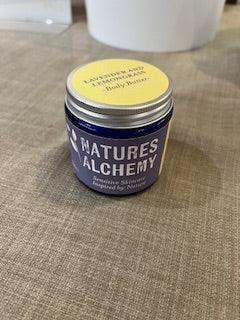 LAVENDER AND
LEMONGRASS
-Body Butter-
NATURES
ALCHEMY
Sensitive Skincare
Inspired by Nature